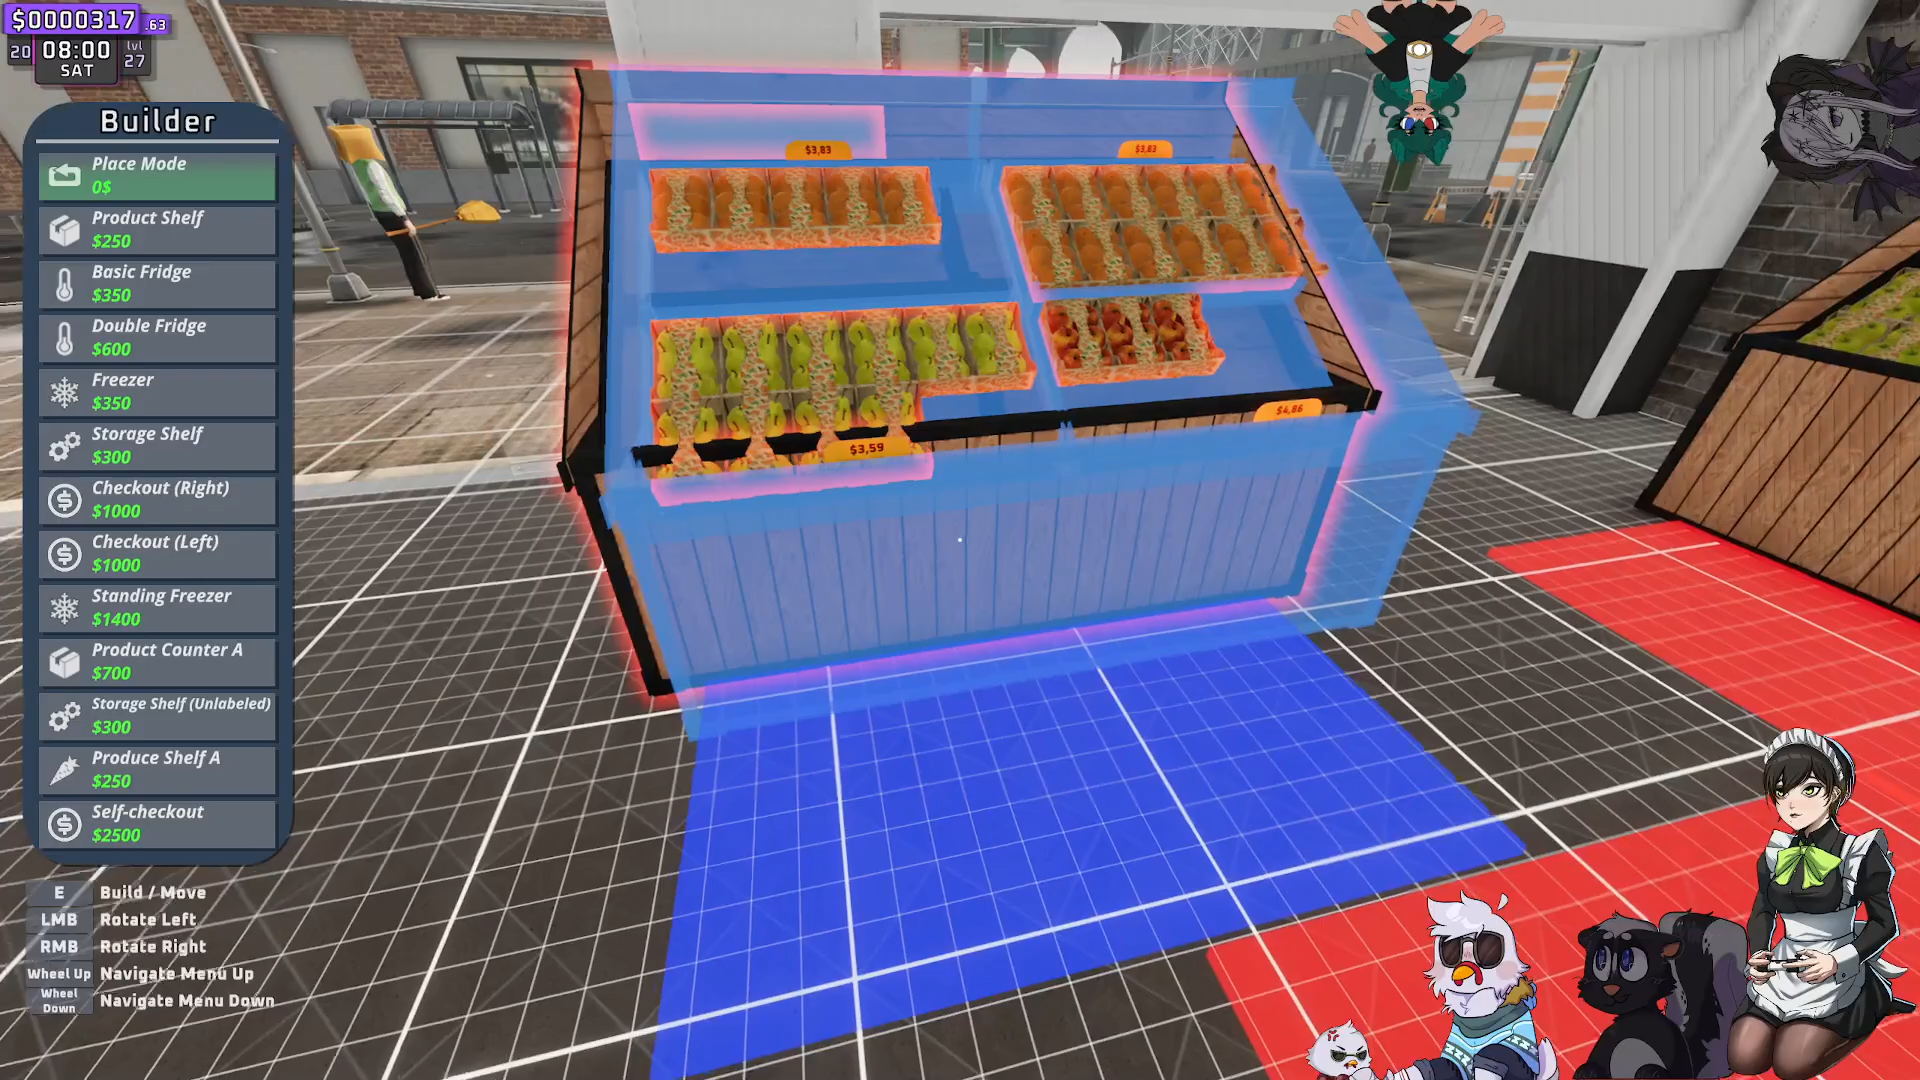 $0000317.63
20 08:00 lvl 27
SAT
Builder
Place Mode
0$
Product Shelf
$250
Basic Fridge
$350
Double Fridge
$600
Freezer
$350
Storage Shelf
$300
Checkout (Right)
$1000
Checkout (Left)
$1000
Standing Freezer
$1400
Product Counter A
$700
Storage Shelf (Unlabeled)
$300
Produce Shelf A
$250
Self-checkout
$2500
E Build / Move
LMB Rotate Left
RMB Rotate Right
Wheel Up Navigate Menu Up
Wheel Down Navigate Menu Down
$3,83
$3,83
$3,59
$4,86